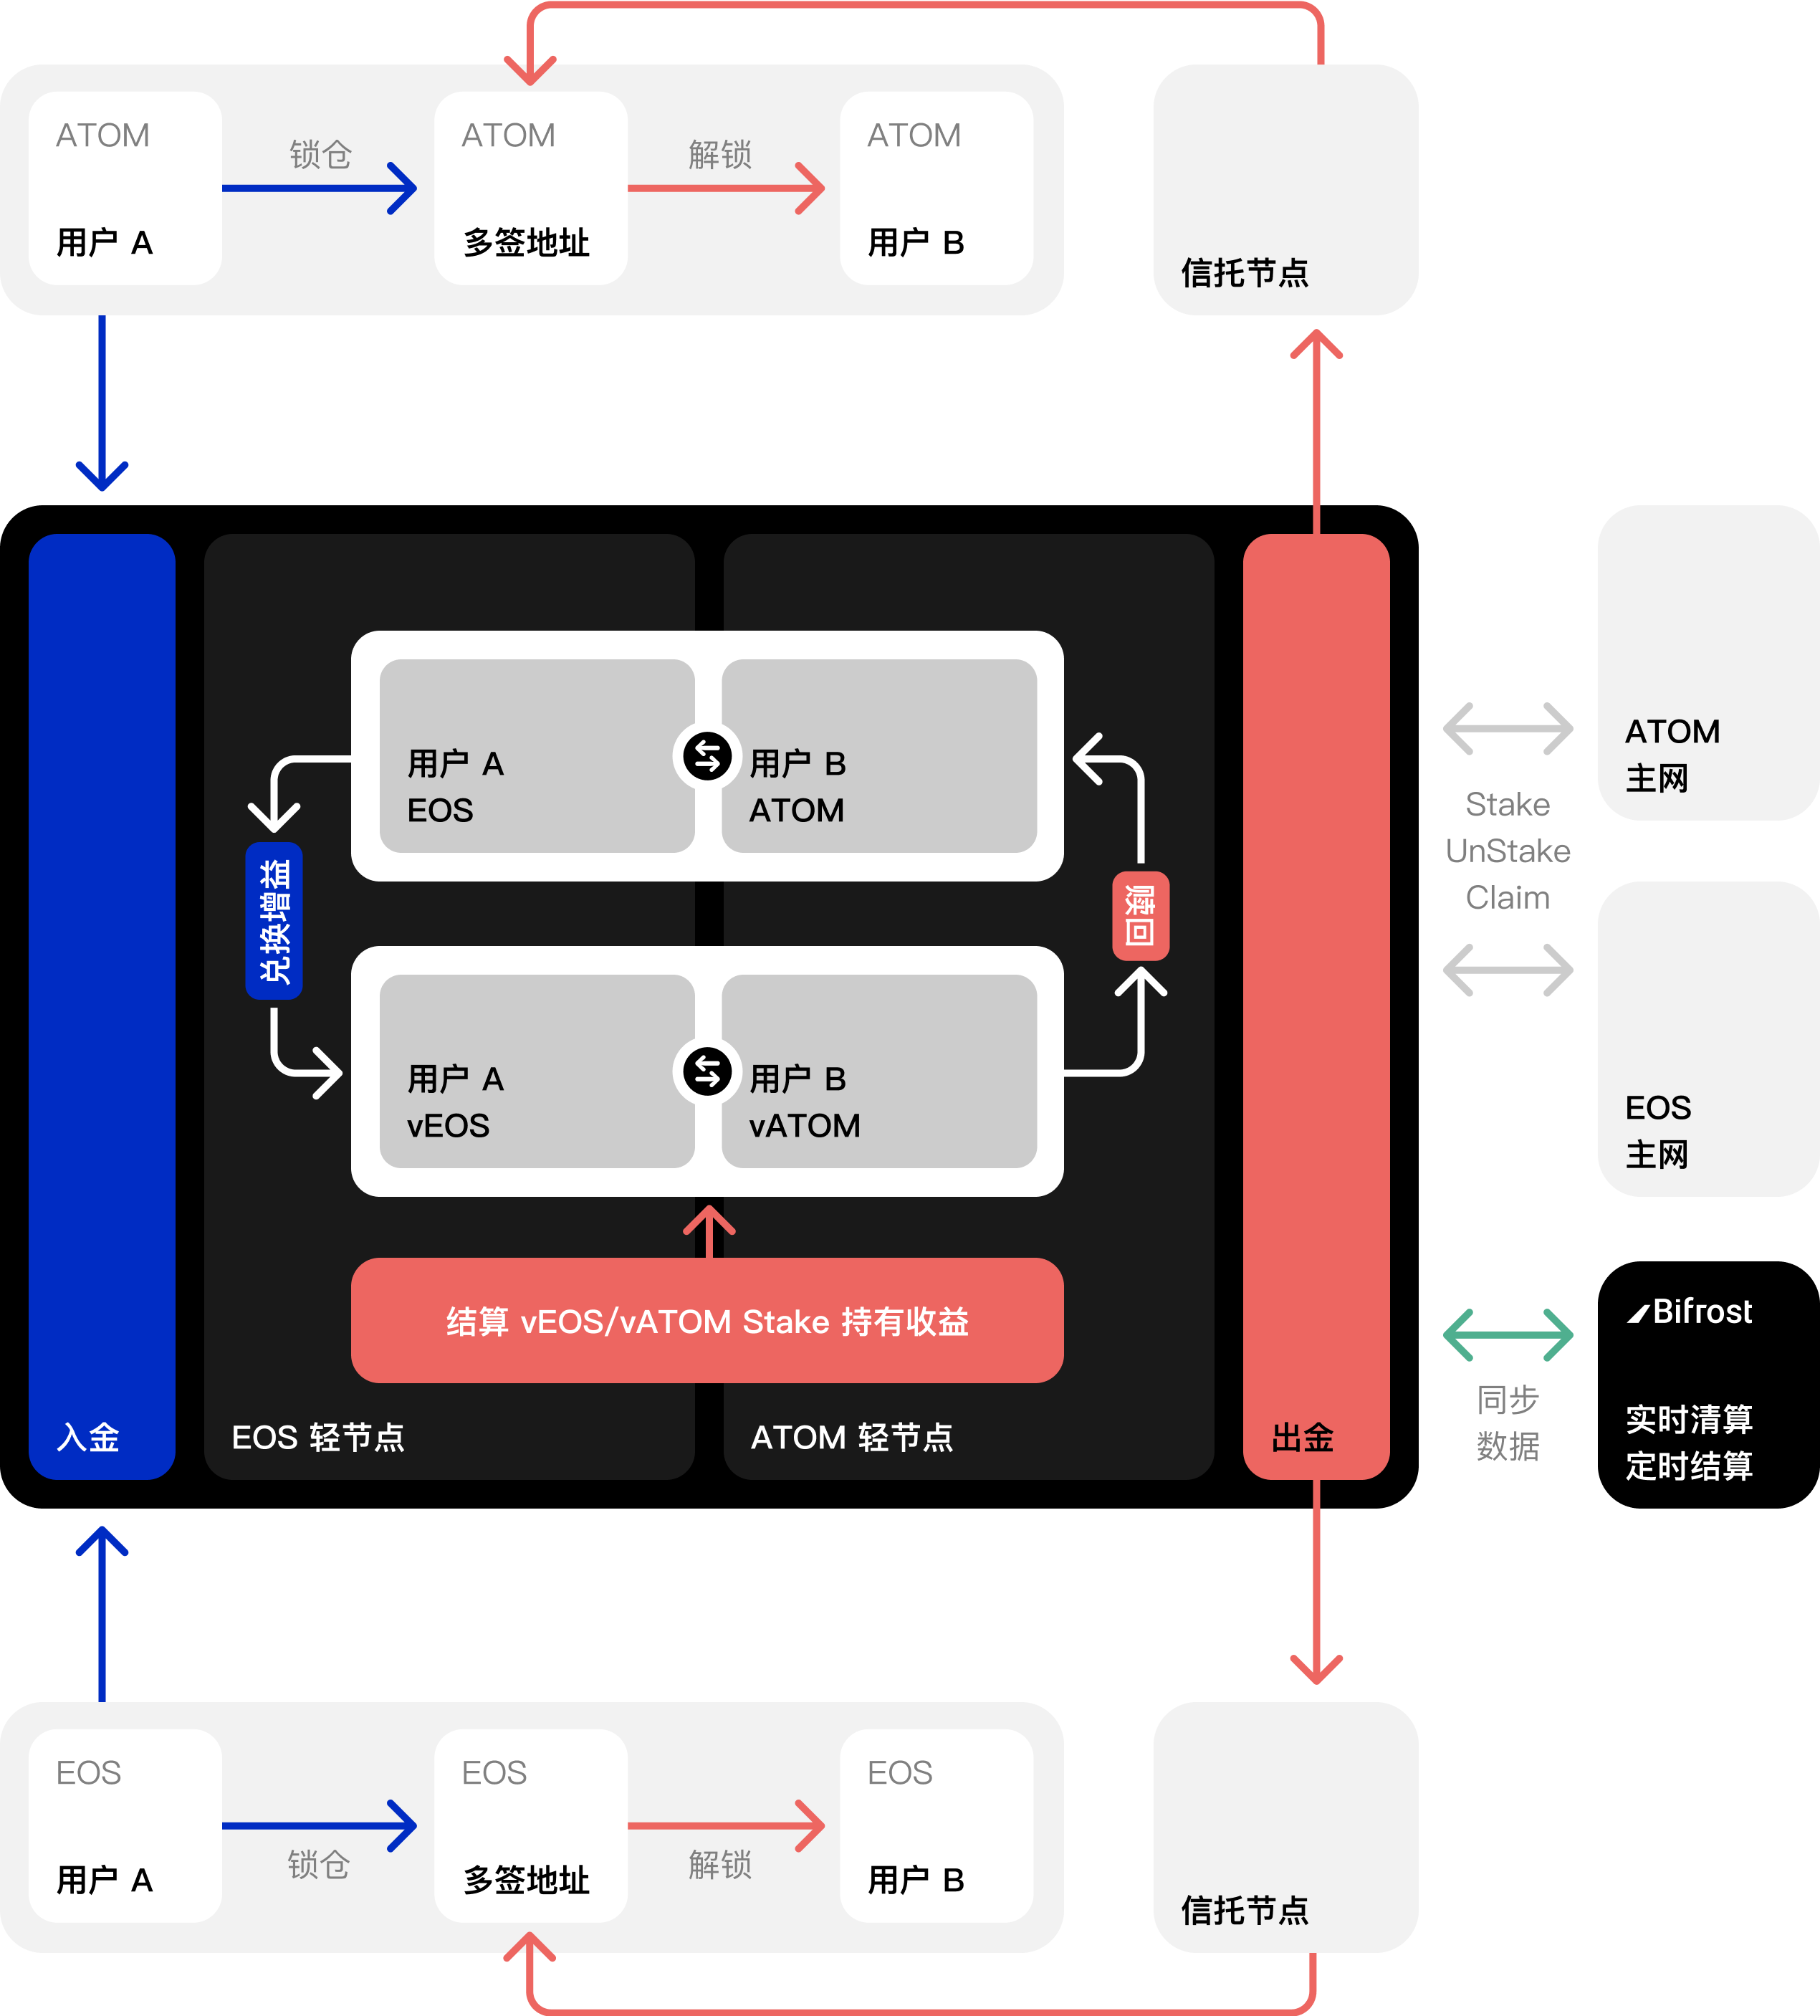 ATOM
用户 A
锁仓
ATOM
多签地址
解锁
ATOM
用户 B
信托节点
用户 A
EOS
用户 B
ATOM
兑换增益
赎回
用户 A
vEOS
用户 B
vATOM
结算 vEOS/vATOM Stake 持有收益
入金
EOS 轻节点
ATOM 轻节点
出金
ATOM
主网
Stake
UnStake
Claim
EOS
主网
Bifrost
同步
数据
实时清算
定时结算
EOS
用户 A
锁仓
EOS
多签地址
解锁
EOS
用户 B
信托节点